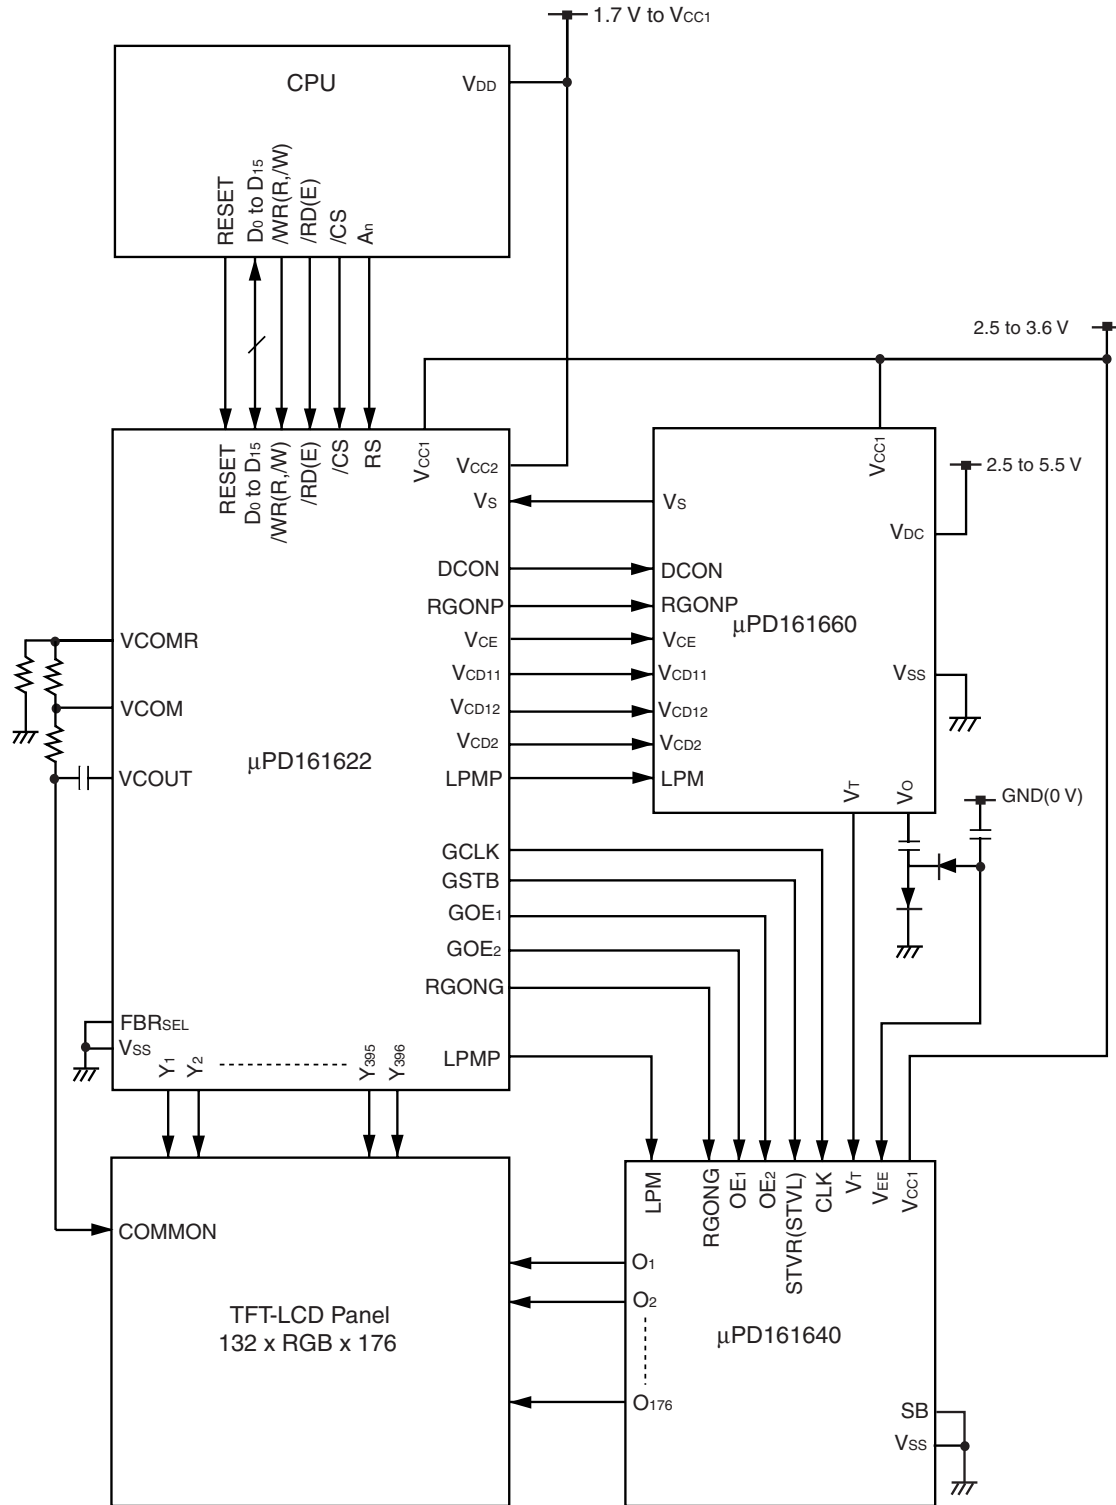 1.7 V to VCC1
CPU
VDD
RESET
D0 to D15
/WR(R,/W)
/RD(E)
/CS
An
2.5 to 3.6 V
RESET
D0 to D15
/WR(R,/W)
/RD(E)
/CS
RS
VCC1
VCC2
VS
DCON
RGONP
VCE
VCD11
VCD12
VCD2
LPMP
GCLK
GSTB
GOE1
GOE2
RGONG
LPMP
VCOMR
VCOM
VCOUT
μPD161622
FBRSEL
VSS
Y1
Y2
Y395
Y396
VCC1
2.5 to 5.5 V
VS
VDC
DCON
RGONP
μPD161660
VCE
VCD11
VSS
VCD12
VCD2
LPM
VT
VO
GND(0 V)
COMMON
TFT-LCD Panel
132 x RGB x 176
LPM
RGONG
OE1
OE2
STVR(STVL)
CLK
VT
VEE
VCC1
O1
O2
μPD161640
O176
SB
VSS